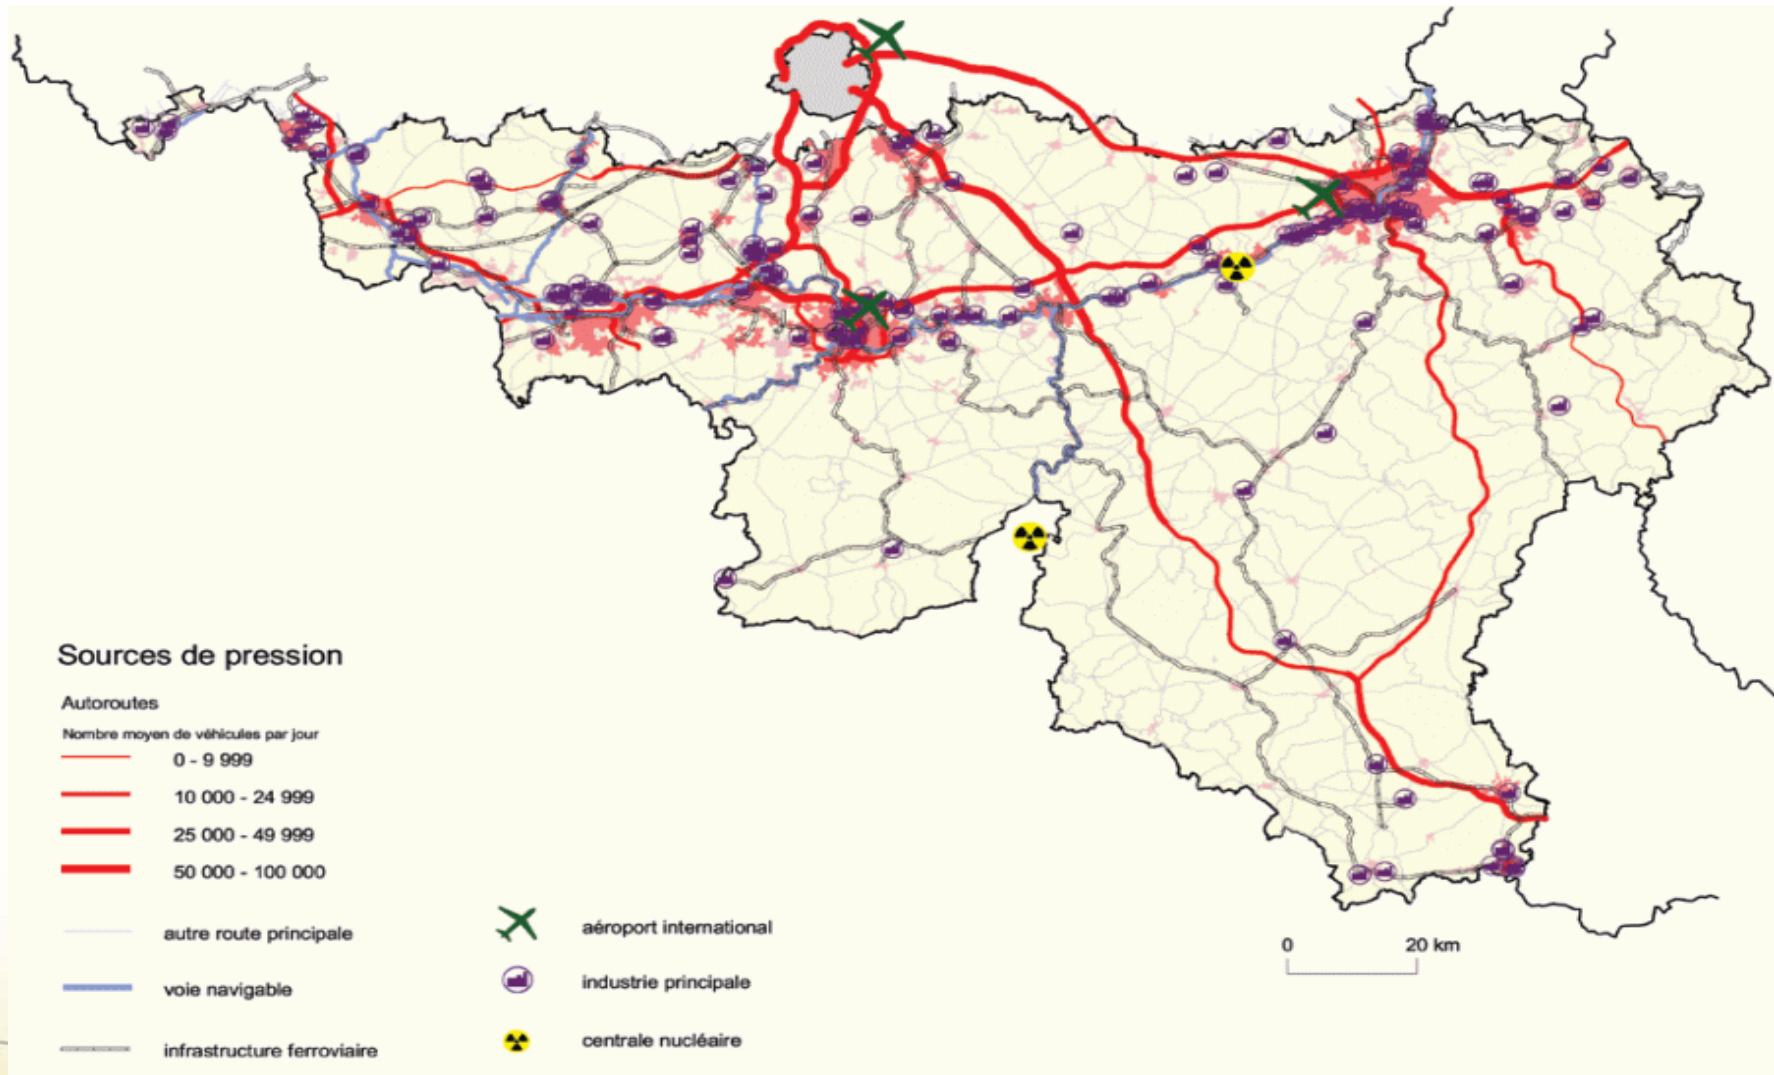 Sources de pression
Autoroutes
Nombre moyen de véhicules par jour
0 - 9 999
10 000 - 24 999
25 000 - 49 999
50 000 - 100 000
autre route principale
voie navigable
infrastructure ferroviaire
aéroport international
industrie principale
centrale nucléaire
0 20 km